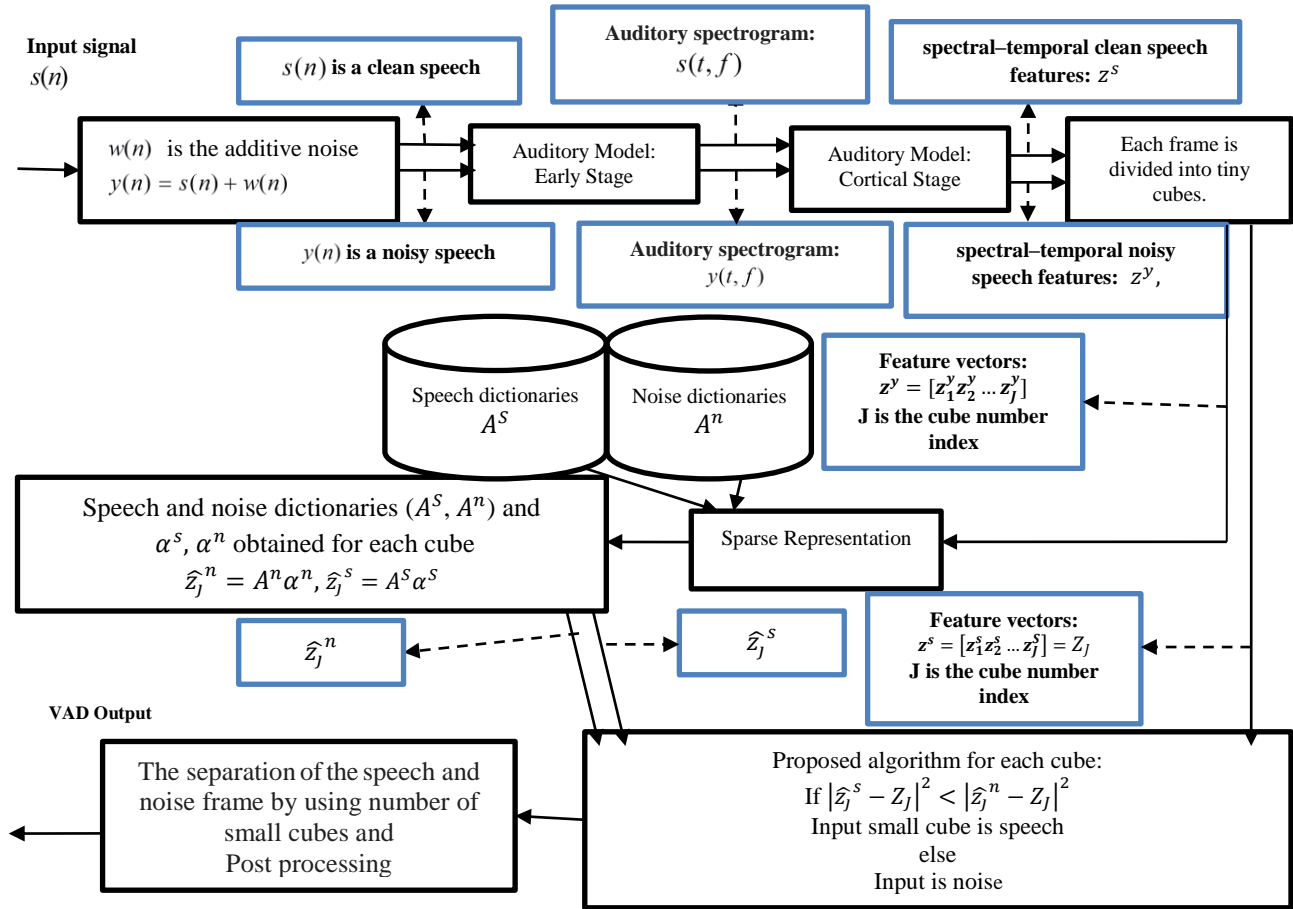 Input signal
s(n)
s(n) is a clean speech
Auditory spectrogram:
s(t, f)
spectral–temporal clean speech
features: z^s
w(n) is the additive noise
y(n) = s(n) + w(n)
Auditory Model:
Early Stage
Auditory Model:
Cortical Stage
Each frame is
divided into tiny
cubes.
y(n) is a noisy speech
Auditory spectrogram:
y(t, f)
spectral–temporal noisy
speech features: z^y,
Speech dictionaries
A^S
Noise dictionaries
A^n
Feature vectors:
z^y = [z_1^y z_2^y … z_J^y]
J is the cube number
index
Speech and noise dictionaries (A^S, A^n) and
α^s, α^n obtained for each cube
ẑ_J^n = A^n α^n, ẑ_J^s = A^S α^S
Sparse Representation
ẑ_J^n
ẑ_J^s
Feature vectors:
z^s = [z_1^s z_2^s … z_J^S] = Z_J
J is the cube number
index
VAD Output
The separation of the speech and
noise frame by using number of
small cubes and
Post processing
Proposed algorithm for each cube:
If |ẑ_J^s − Z_J|^2 < |ẑ_J^n − Z_J|^2
Input small cube is speech
else
Input is noise